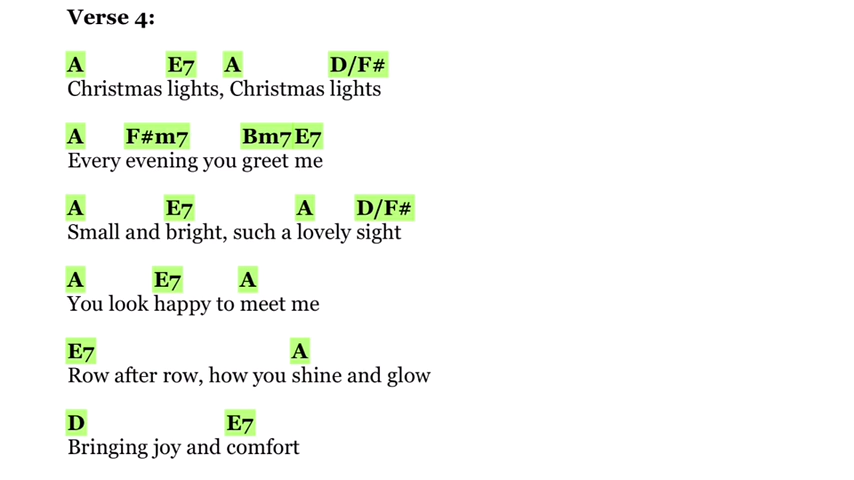 Verse 4:
A E7 A D/F#
Christmas lights, Christmas lights
A F#m7 Bm7 E7
Every evening you greet me
A E7 A D/F#
Small and bright, such a lovely sight
A E7 A
You look happy to meet me
E7 A
Row after row, how you shine and glow
D E7
Bringing joy and comfort